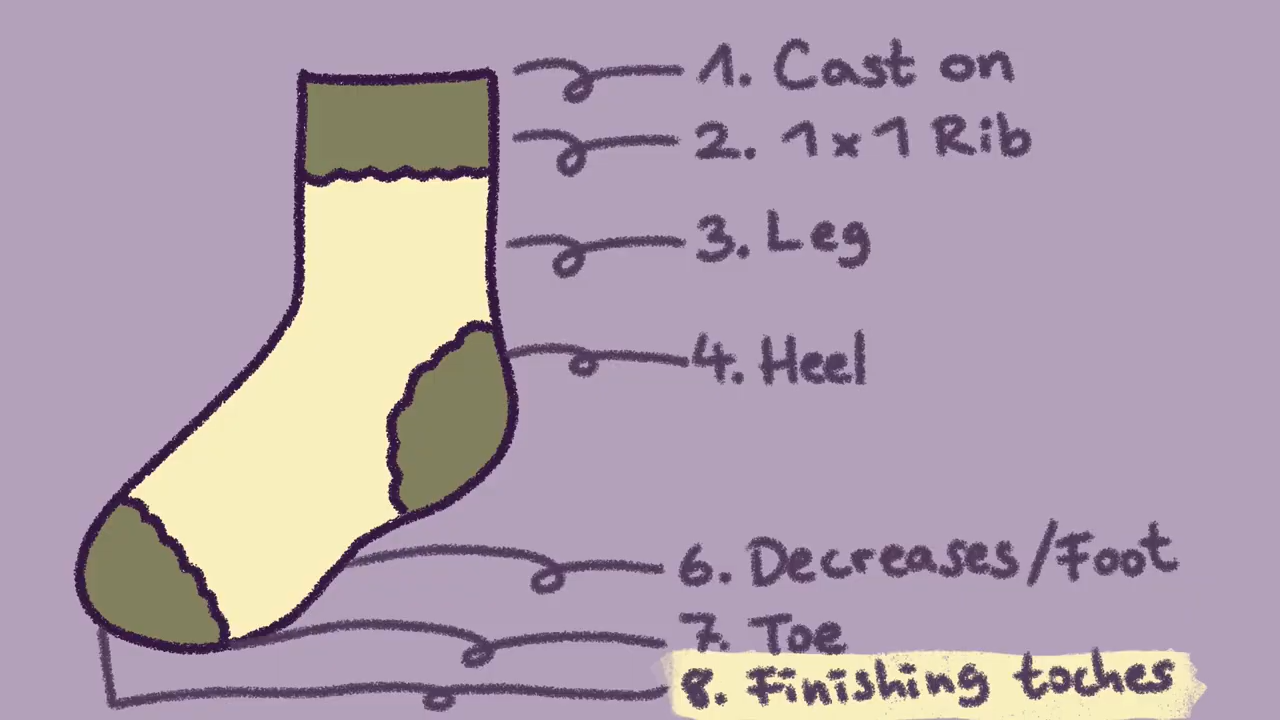 1. Cast on
2. 1x1 Rib
3. Leg
4. Heel
6. Decreases/Foot
7. Toe
8. Finishing toches